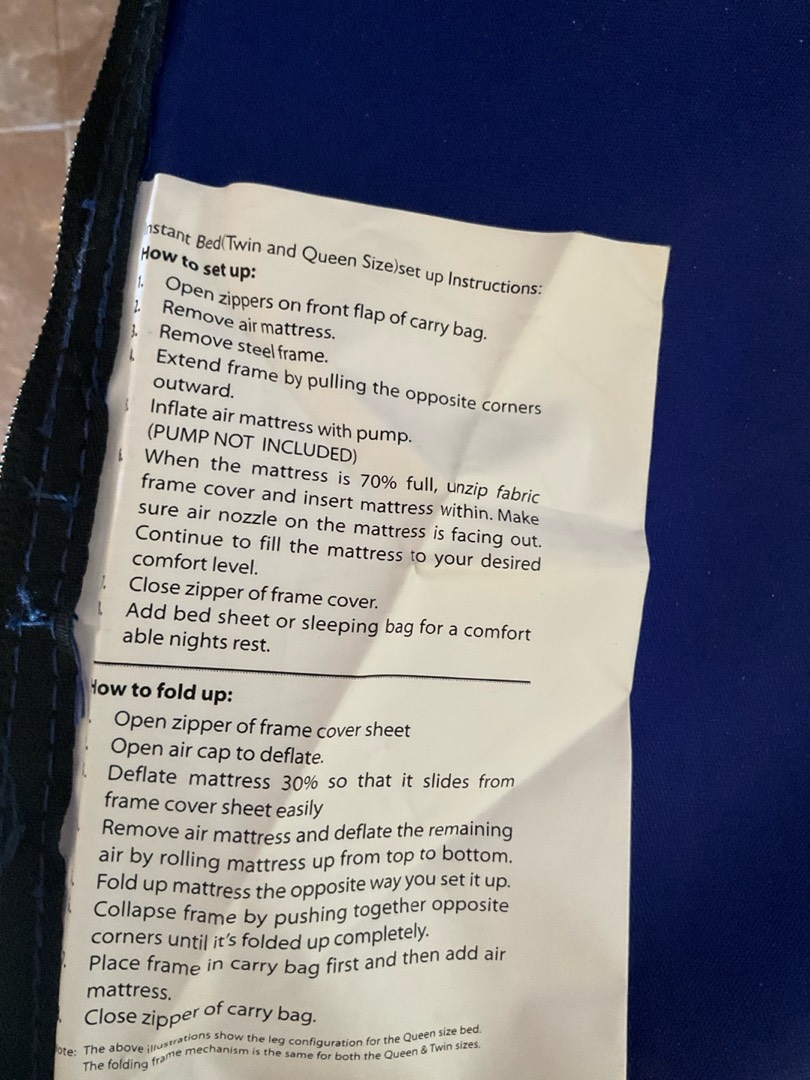 nstant Bed(Twin and Queen Size)set up Instructions:
How to set up:
1. Open zippers on front flap of carry bag.
2. Remove air mattress.
3. Remove steel frame.
Extend frame by pulling the opposite corners
outward.
Inflate air mattress with pump.
(PUMP NOT INCLUDED)
When the mattress is 70% full, unzip fabric
frame cover and insert mattress within. Make
sure air nozzle on the mattress is facing out.
Continue to fill the mattress to your desired
comfort level.
Close zipper of frame cover.
Add bed sheet or sleeping bag for a comfort
able nights rest.
How to fold up:
Open zipper of frame cover sheet
Open air cap to deflate.
Deflate mattress 30% so that it slides from
frame cover sheet easily
Remove air mattress and deflate the remaining
air by rolling mattress up from top to bottom.
Fold up mattress the opposite way you set it up.
Collapse frame by pushing together opposite
corners until it's folded up completely.
Place frame in carry bag first and then add air
mattress.
Close zipper of carry bag.
ote: The above illustrations show the leg configuration for the Queen size bed.
The folding frame mechanism is the same for both the Queen & Twin sizes.